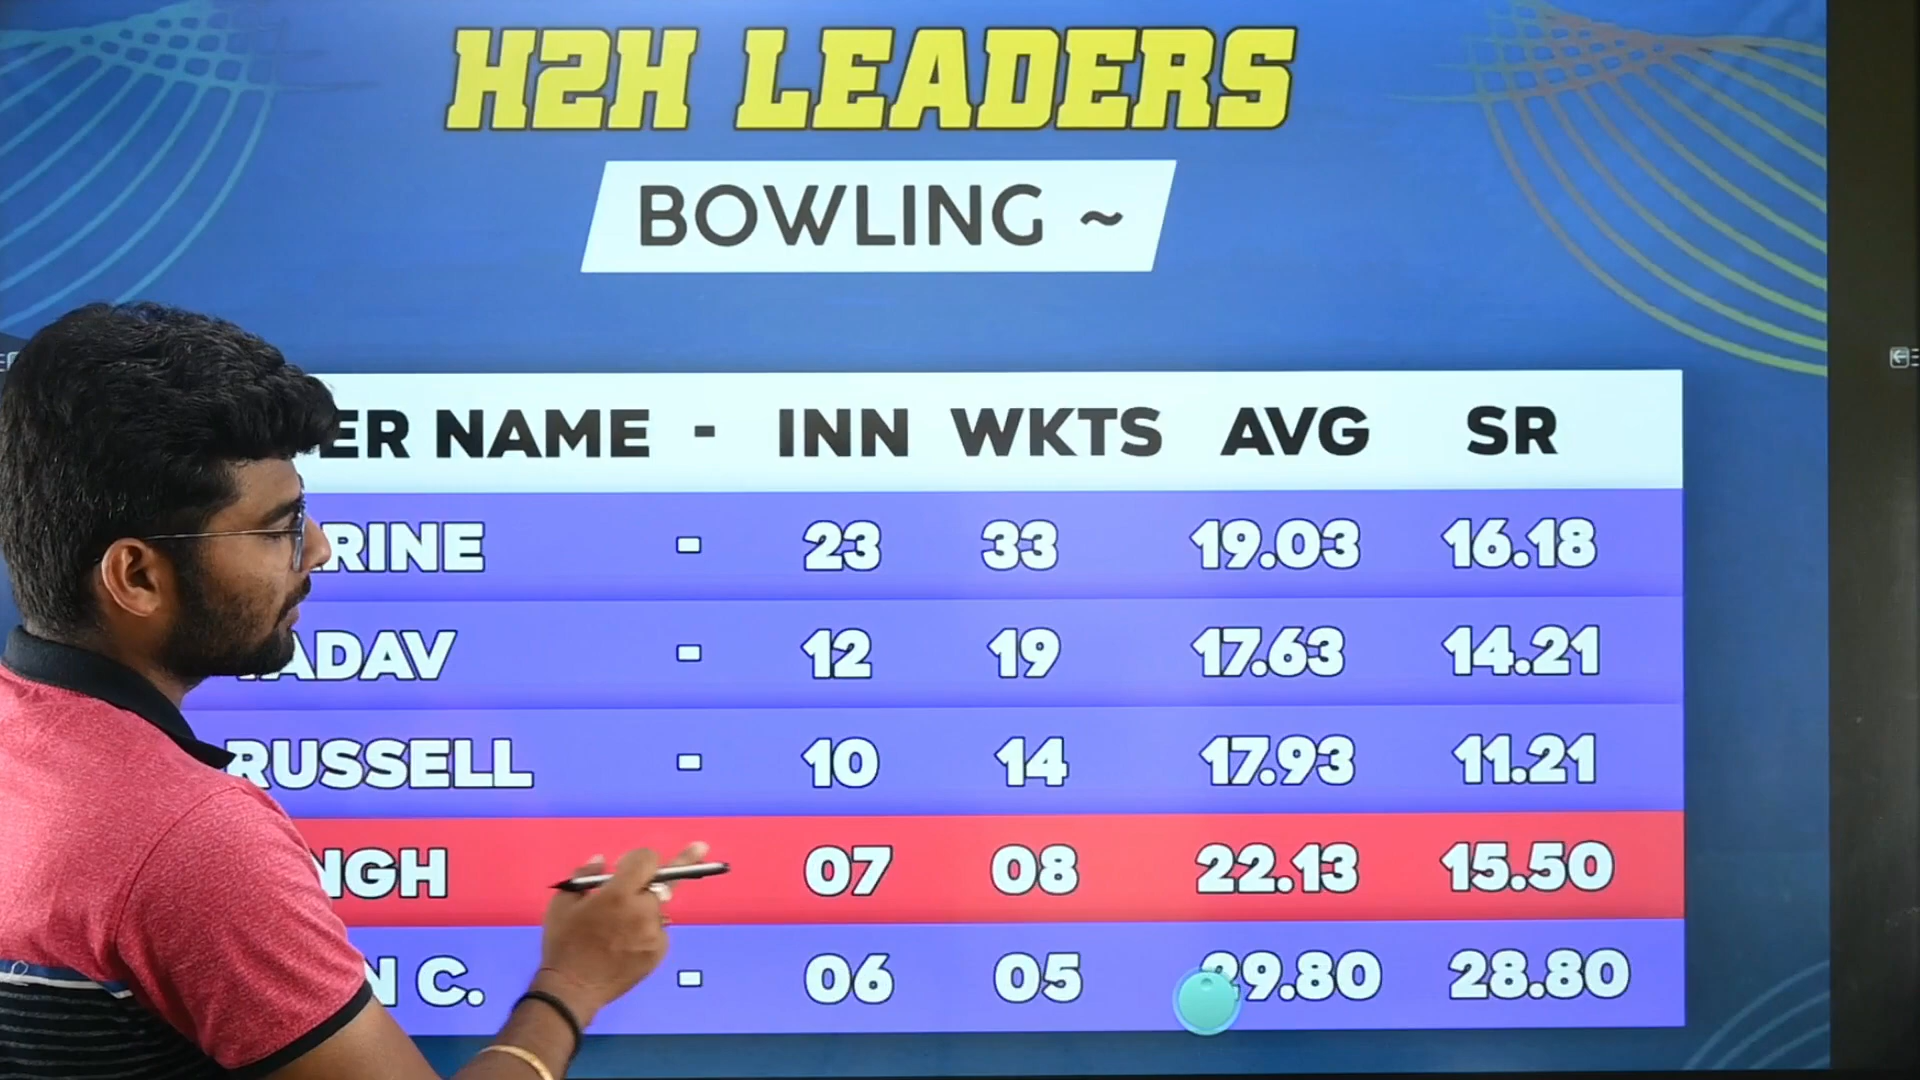 H2H LEADERS
BOWLING ~
ER NAME - INN WKTS AVG SR
RINE - 23 33 19.03 16.18
ADAV - 12 19 17.63 14.21
RUSSELL - 10 14 17.93 11.21
NGH 07 08 22.13 15.50
N C. - 06 05 29.80 28.80